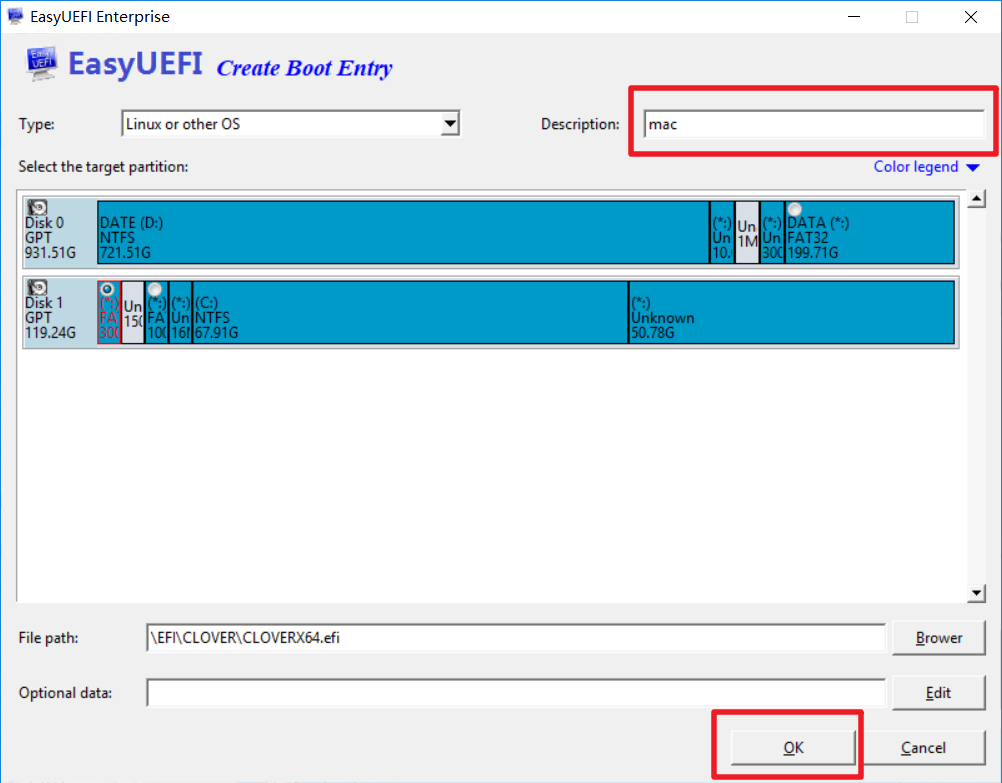 EasyUEFI Enterprise
EasyUEFI Create Boot Entry
Type: Linux or other OS Description: mac
Select the target partition: Color legend
Disk 0
GPT
931.51G
DATE (D:)
NTFS
721.51G
(*:)
Un
10.
Un
1M
(*:)
Un
300
DATA (*:)
FAT32
199.71G
Disk 1
GPT
119.24G
(*:)
FA
300
Un
150
(*:)
FA
100
(*:)
Un
16
(C:)
NTFS
67.91G
(*:)
Unknown
50.78G
File path: \EFI\CLOVER\CLOVERX64.efi Brower
Optional data: Edit
OK Cancel